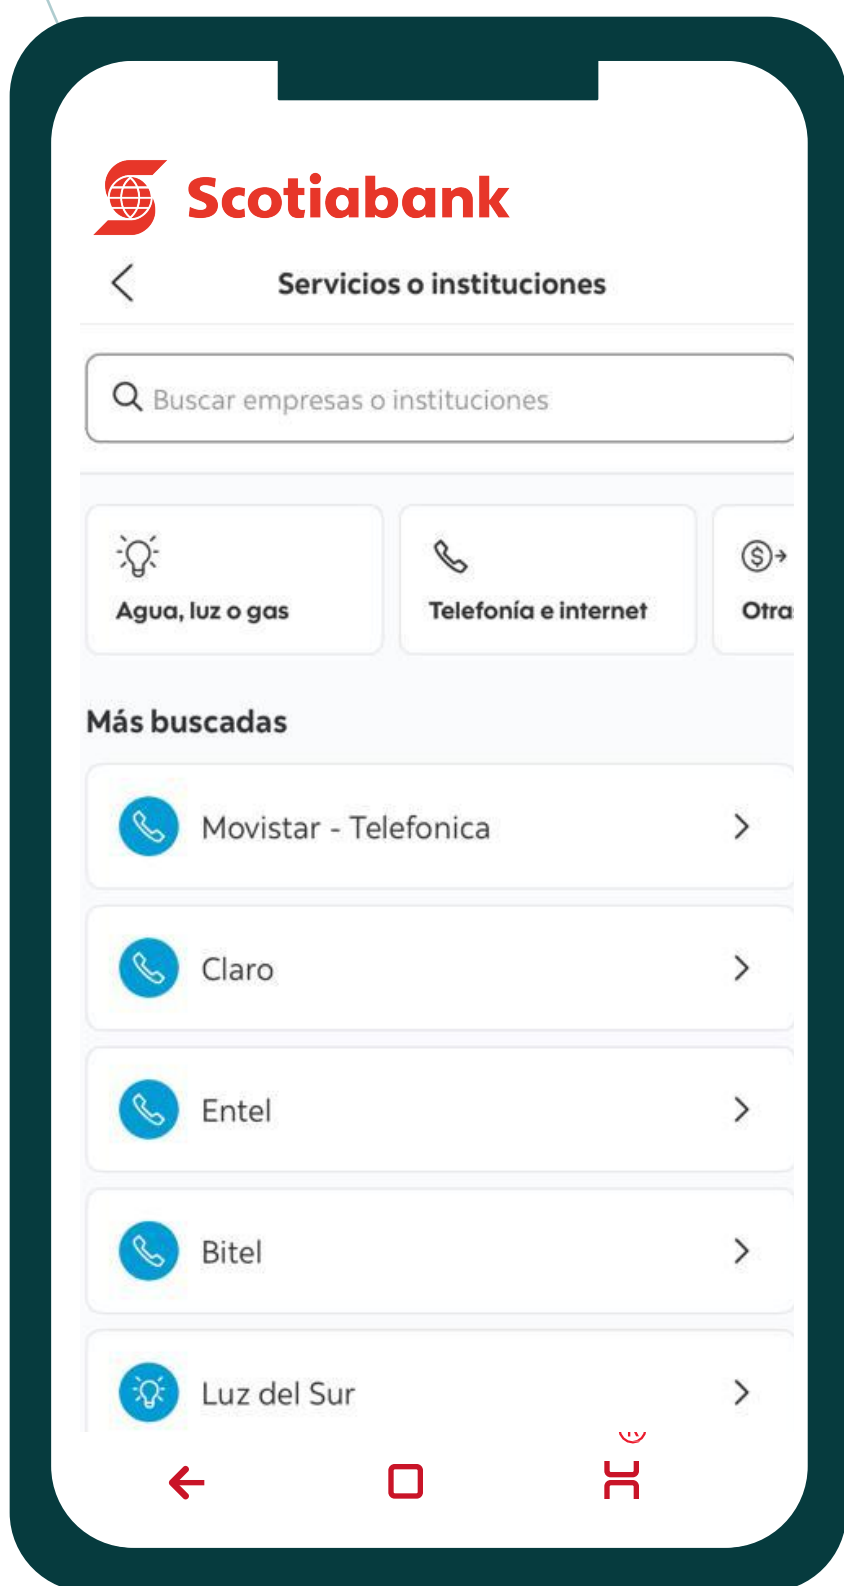 Scotiabank
Servicios o instituciones
Buscar empresas o instituciones
Agua, luz o gas
Telefonía e internet
Otra
Más buscadas
Movistar - Telefonica
Claro
Entel
Bitel
Luz del Sur